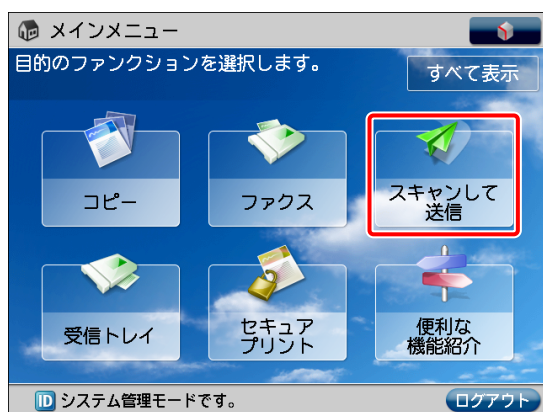 メインメニュー
目的のファンクションを選択します。
すべて表示
コピー
ファクス
スキャンして
送信
受信トレイ
セキュア
プリント
便利な
機能紹介
ID システム管理モードです。
ログアウト